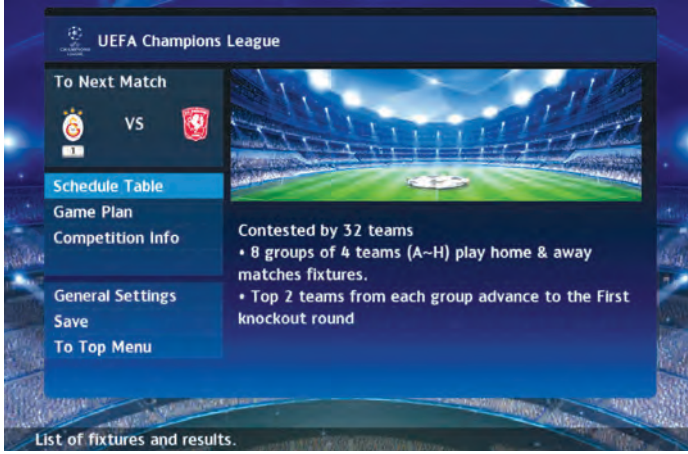 UEFA Champions League
To Next Match
VS
1
Schedule Table
Game Plan
Competition Info
General Settings
Save
To Top Menu
Contested by 32 teams
• 8 groups of 4 teams (A~H) play home & away
matches fixtures.
• Top 2 teams from each group advance to the First
knockout round
List of fixtures and results.